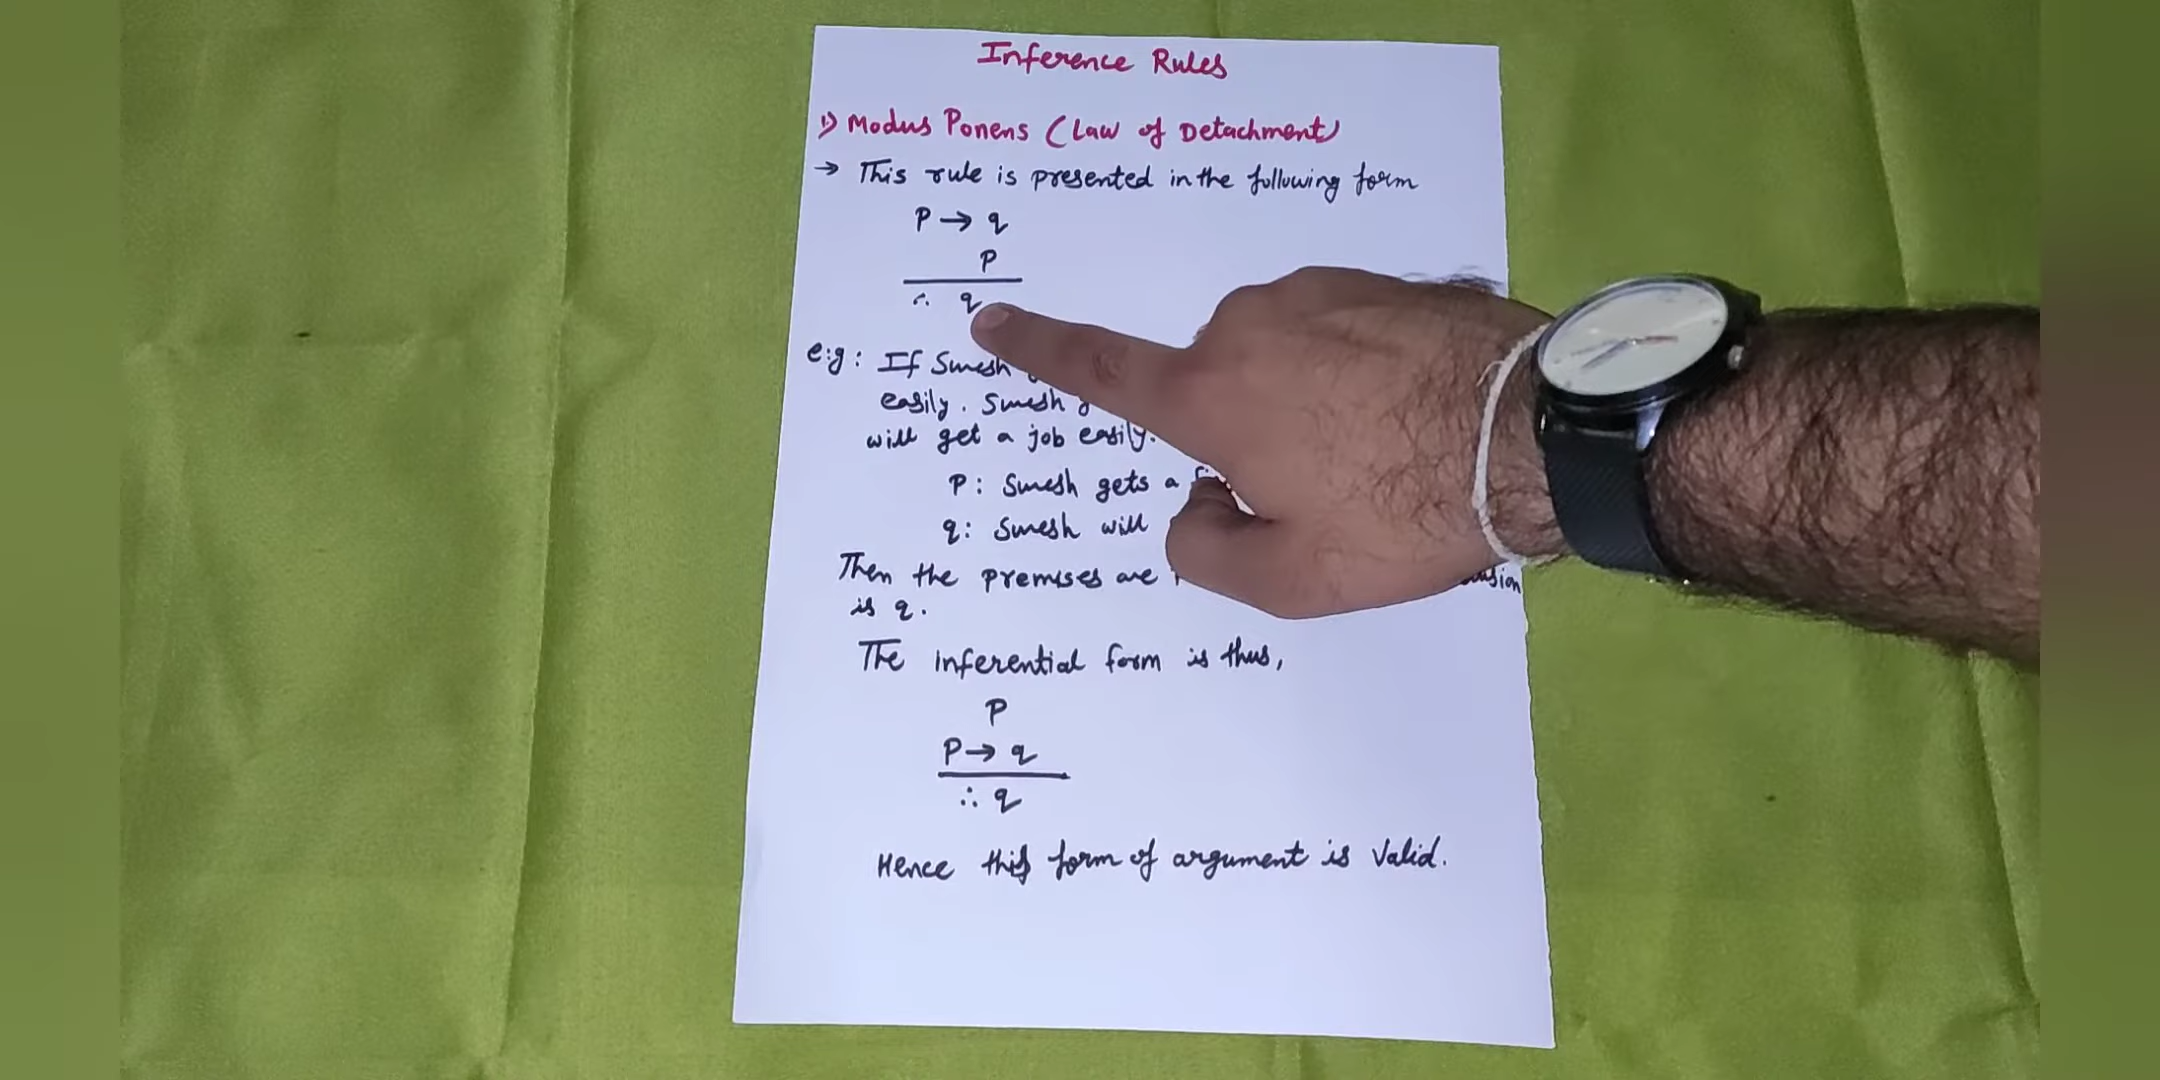 Inference Rules
1) Modus Ponens (Law of Detachment)
→ This rule is presented in the following form
P → q
P
∴ q
e:g: If Suresh
easily. Suresh
will get a job easily.
P: Suresh gets a
q: Suresh will
Then the premises are
is q.
The inferential form is thus,
P
P → q
∴ q
Hence this form of argument is valid.